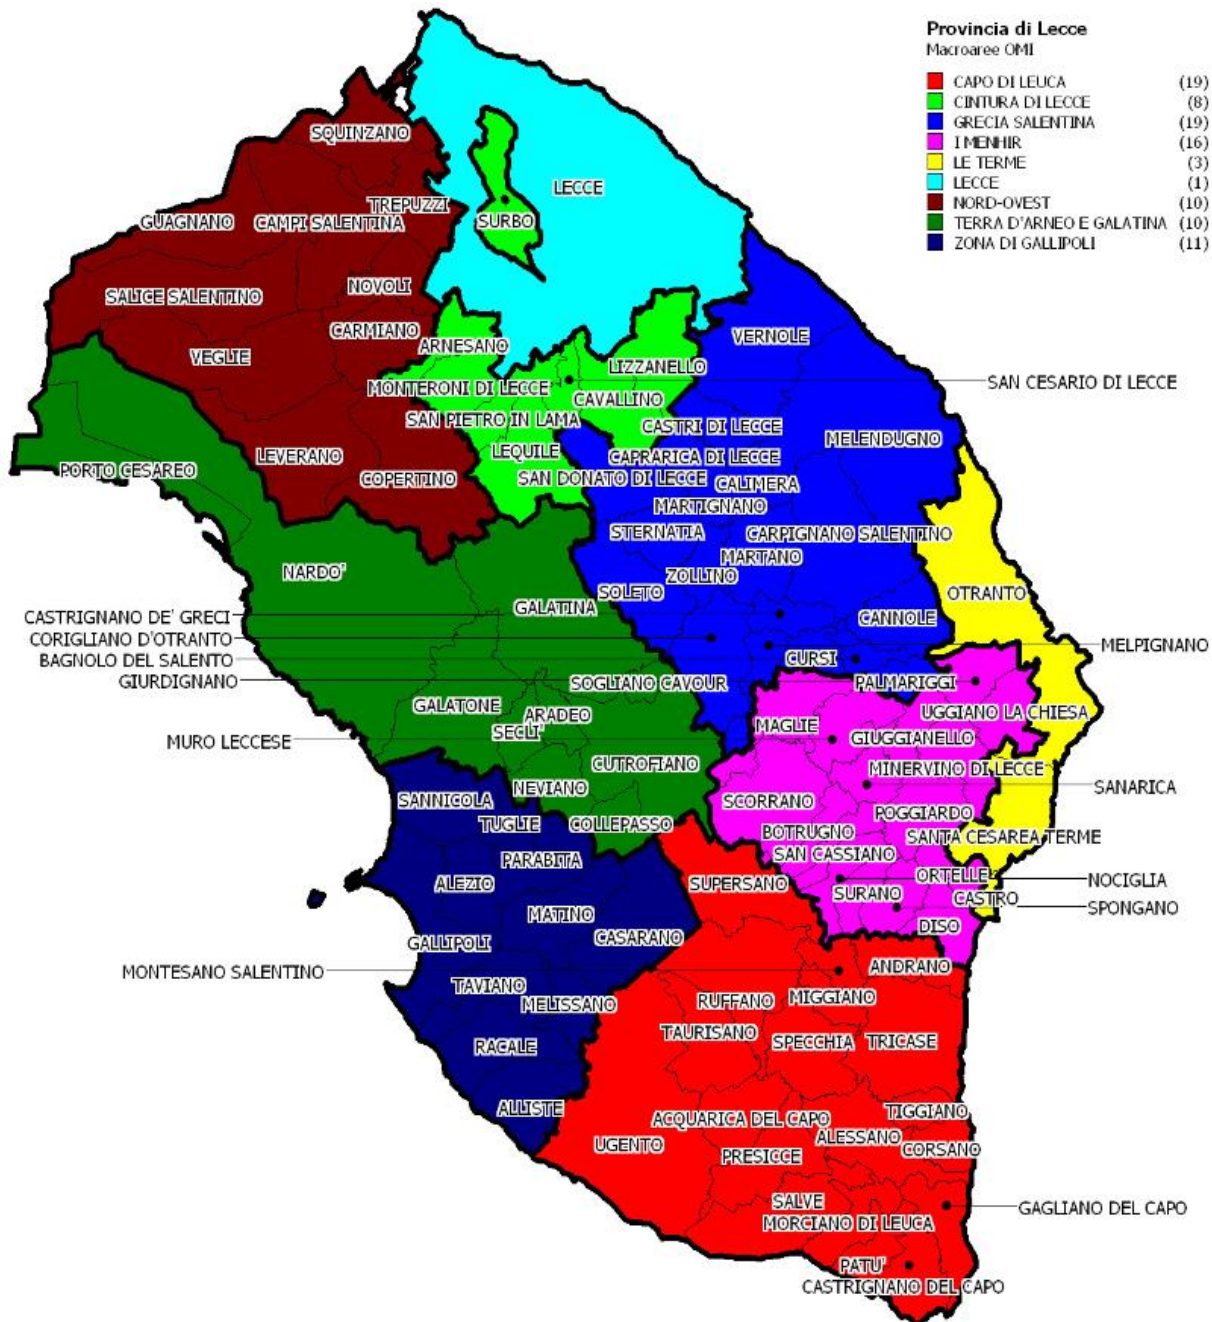 Provincia di Lecce
Macroaree OMI
CAPO DI LEUCA (19)
CINTURA DI LECCE (8)
GRECIA SALENTINA (19)
I MENHIR (16)
LE TERME (3)
LECCE (1)
NORD-OVEST (10)
TERRA D'ARNEO E GALATINA (10)
ZONA DI GALLIPOLI (11)
SQUINZANO
LECCE
TREPUZZI
GUAGNANO
CAMPI SALENTINA
SURBO
NOVOLI
SALICE SALENTINO
CARMIANO
VERNOLE
ARNESANO
VEGLIE
LIZZANELLO
SAN CESARIO DI LECCE
MONTERONI DI LECCE
CAVALLINO
SAN PIETRO IN LAMA
CASTRI DI LECCE
MELENDUGNO
LEQUILE
LEVERANO
CAPRARICA DI LECCE
PORTO CESAREO
COPERTINO
SAN DONATO DI LECCE
CALIMERA
MARTIGNANO
STERNATIA
CARPIGNANO SALENTINO
MARTANO
NARDO'
ZOLLINO
SOLETO
OTRANTO
GALATINA
CASTRIGNANO DE' GRECI
CANNOLE
CORIGLIANO D'OTRANTO
MELPIGNANO
BAGNOLO DEL SALENTO
CURSI
GIURDIGNANO
SOGLIANO CAVOUR
PALMARIGGI
GALATONE
ARADEO
UGGIANO LA CHIESA
MAGLIE
SECLI'
MURO LECCESE
GIUGGIANELLO
CUTROFIANO
MINERVINO DI LECCE
NEVIANO
SANARICA
SANNICOLA
SCORRANO
POGGIARDO
TUGLIE
COLLEPASSO
BOTRUGNO
SANTA CESAREA TERME
SAN CASSIANO
PARABITA
ORTELLE
ALEZIO
SUPERSANO
NOCIGLIA
SURANO
CASTRO
SPONGANO
MATINO
DISO
CASARANO
GALLIPOLI
MONTESANO SALENTINO
ANDRANO
TAVIANO
MIGGIANO
RUFFANO
MELISSANO
TAURISANO
SPECCHIA
TRICASE
RACALE
ALLISTE
TIGGIANO
ACQUARICA DEL CAPO
ALESSANO
UGENTO
CORSANO
PRESICCE
SALVE
GAGLIANO DEL CAPO
MORCIANO DI LEUCA
PATU'
CASTRIGNANO DEL CAPO